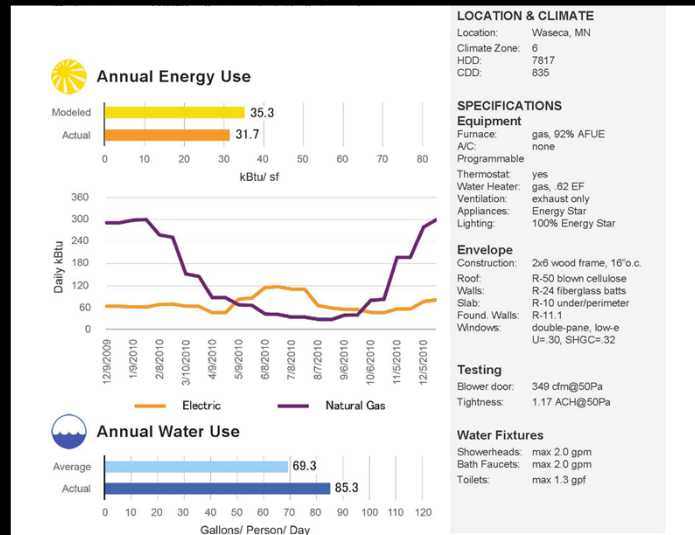 Annual Energy Use
Modeled 35.3
Actual 31.7
0 10 20 30 40 50 60 70 80
kBtu/ sf
360
300
240
180
120
60
0
Daily kBtu
12/9/2009 1/9/2010 2/8/2010 3/10/2010 4/9/2010 5/9/2010 6/8/2010 7/8/2010 8/7/2010 9/6/2010 10/6/2010 11/5/2010 12/5/2010
Electric Natural Gas
Annual Water Use
Average 69.3
Actual 85.3
0 10 20 30 40 50 60 70 80 90 100 110 120
Gallons/ Person/ Day
LOCATION & CLIMATE
Location: Waseca, MN
Climate Zone: 6
HDD: 7817
CDD: 835
SPECIFICATIONS
Equipment
Furnace: gas, 92% AFUE
A/C: none
Programmable
Thermostat: yes
Water Heater: gas, .62 EF
Ventilation: exhaust only
Appliances: Energy Star
Lighting: 100% Energy Star
Envelope
Construction: 2x6 wood frame, 16"o.c.
Roof: R-50 blown cellulose
Walls: R-24 fiberglass batts
Slab: R-10 under/perimeter
Found. Walls: R-11.1
Windows: double-pane, low-e
U=.30, SHGC=.32
Testing
Blower door: 349 cfm@50Pa
Tightness: 1.17 ACH@50Pa
Water Fixtures
Showerheads: max 2.0 gpm
Bath Faucets: max 2.0 gpm
Toilets: max 1.3 gpf